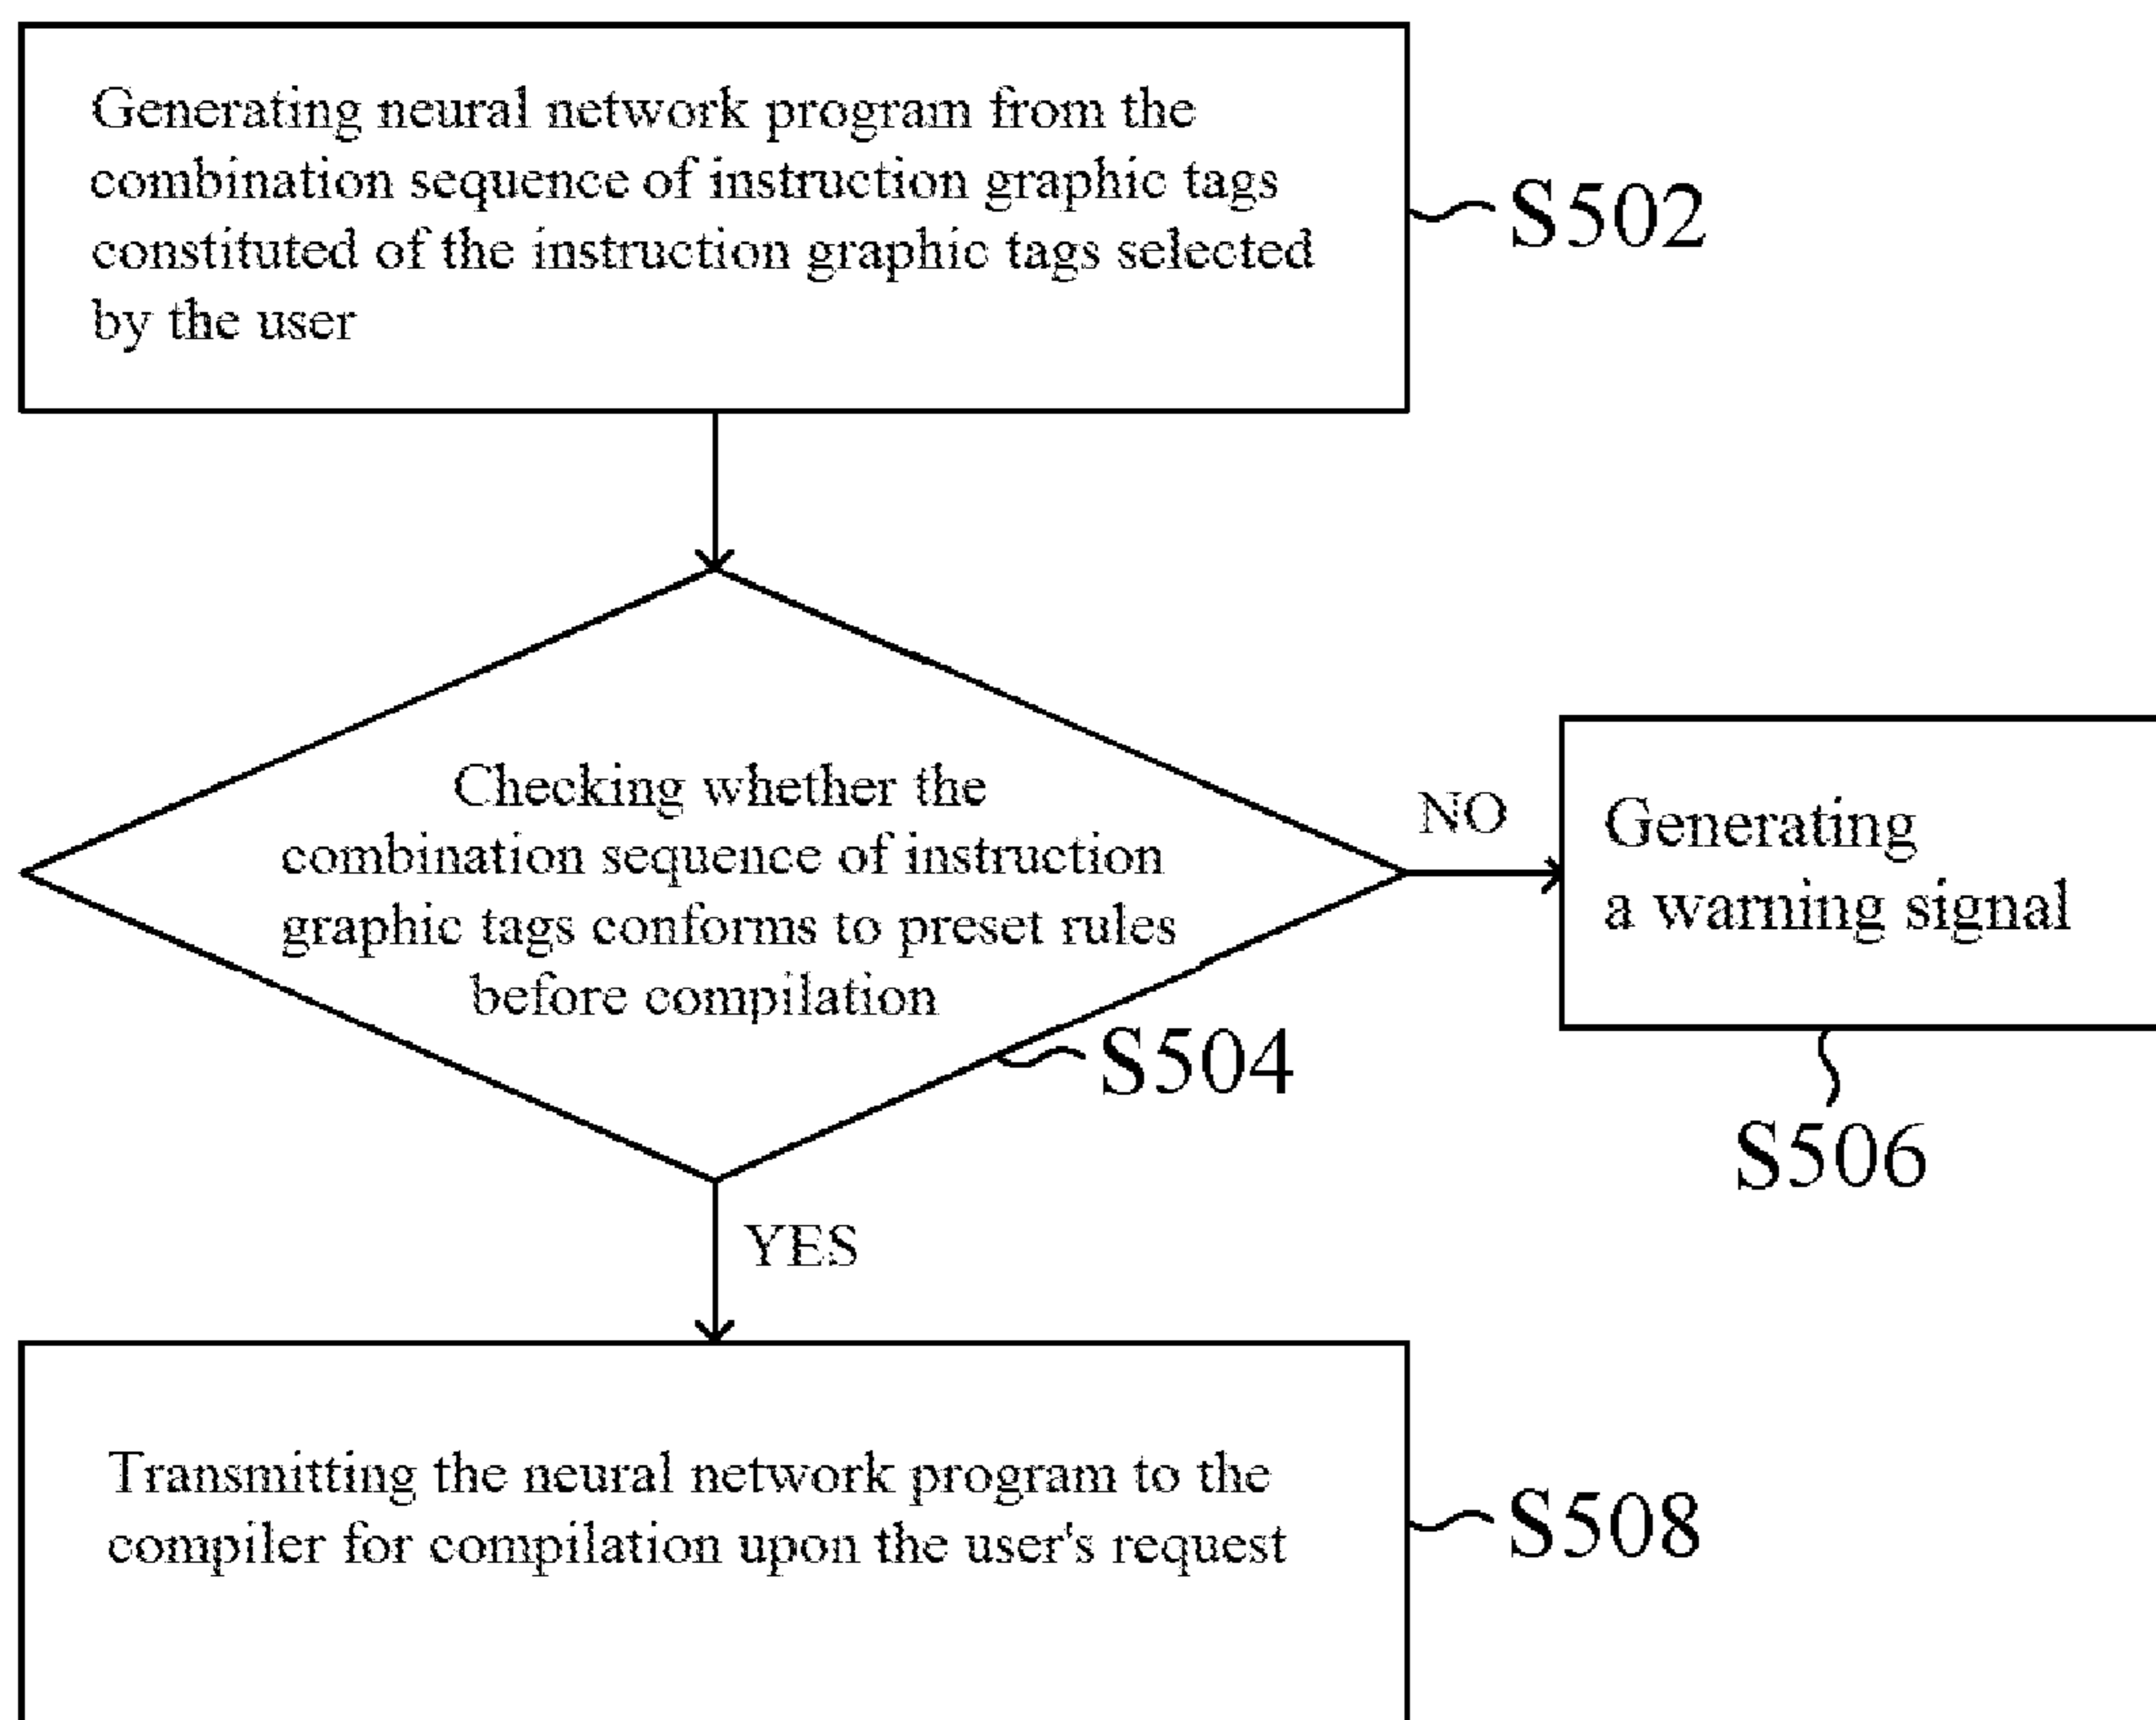 Generating neural network program from the
combination sequence of instruction graphic tags
constituted of the instruction graphic tags selected
by the user
S502
Checking whether the
combination sequence of instruction
graphic tags conforms to preset rules
before compilation
S504
NO
Generating
a warning signal
S506
YES
Transmitting the neural network program to the
compiler for compilation upon the user's request
S508